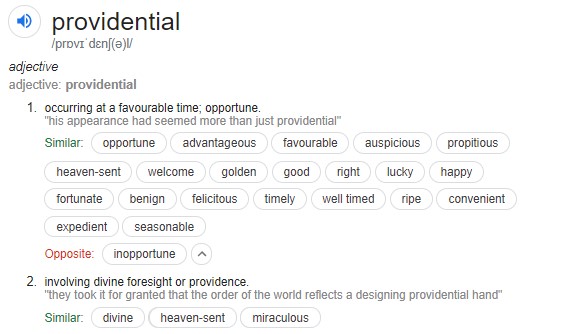 providential
/prɒvɪˈdɛnʃ(ə)l/
adjective
adjective: providential
1. occurring at a favourable time; opportune.
"his appearance had seemed more than just providential"
Similar: opportune advantageous favourable auspicious propitious
heaven-sent welcome golden good right lucky happy
fortunate benign felicitous timely well timed ripe convenient
expedient seasonable
Opposite: inopportune
2. involving divine foresight or providence.
"they took it for granted that the order of the world reflects a designing providential hand"
Similar: divine heaven-sent miraculous